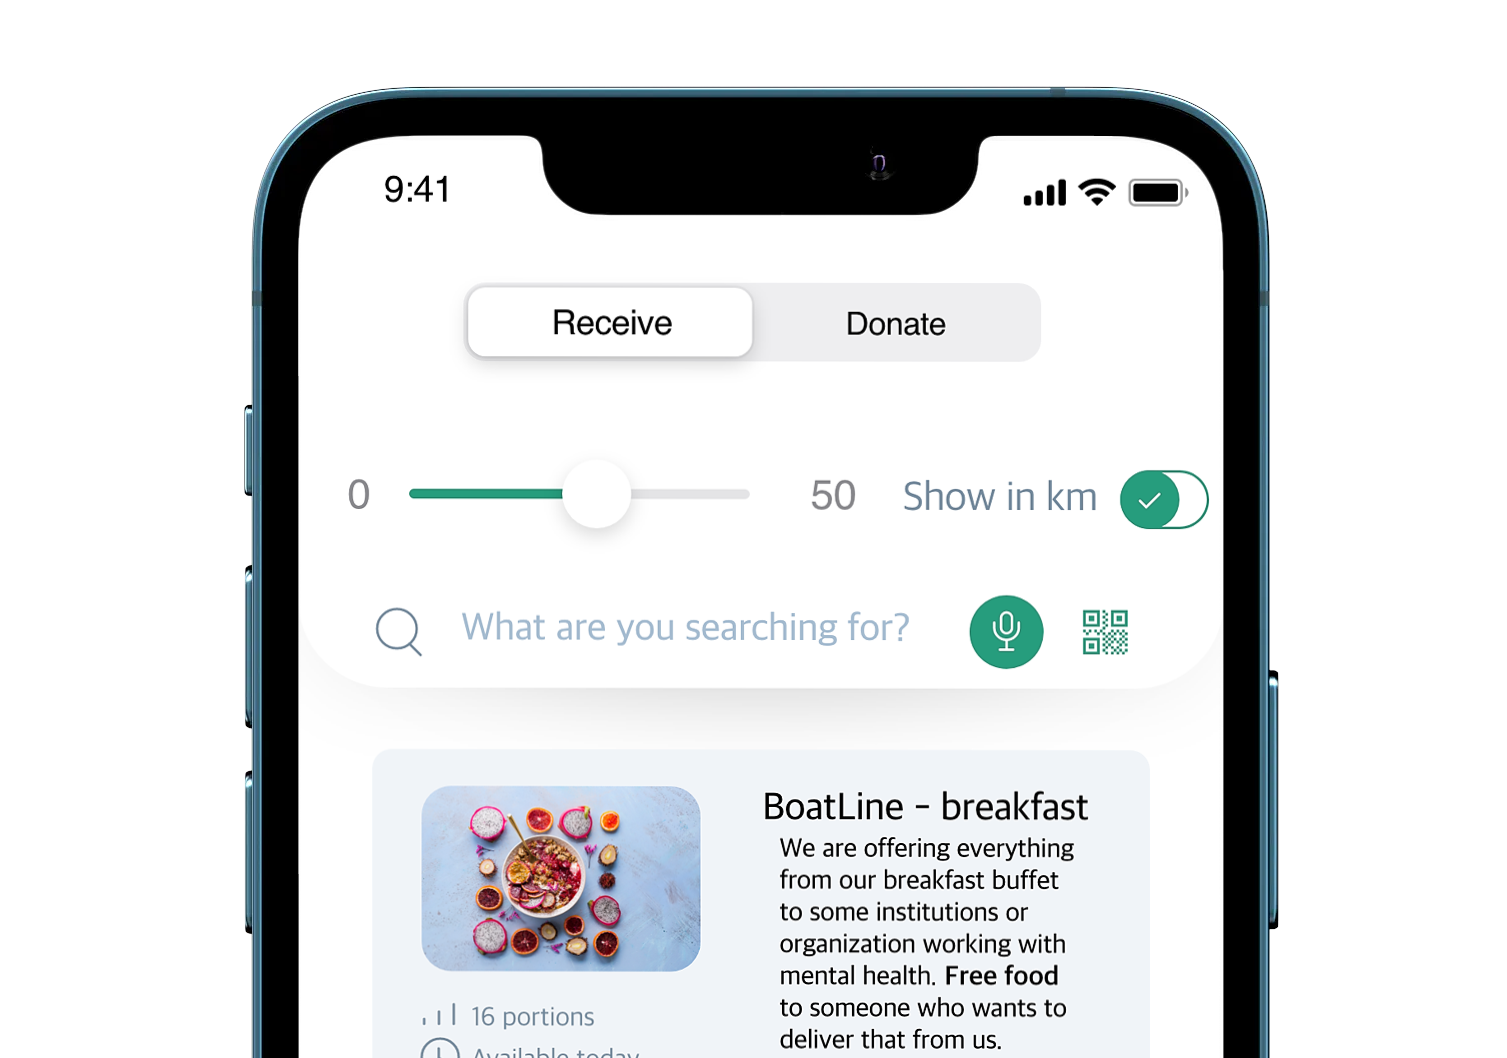 9:41
Receive
Donate
0
50
Show in km
What are you searching for?
BoatLine - breakfast
We are offering everything
from our breakfast buffet
to some institutions or
organization working with
mental health. Free food
to someone who wants to
deliver that from us.
16 portions
Available today